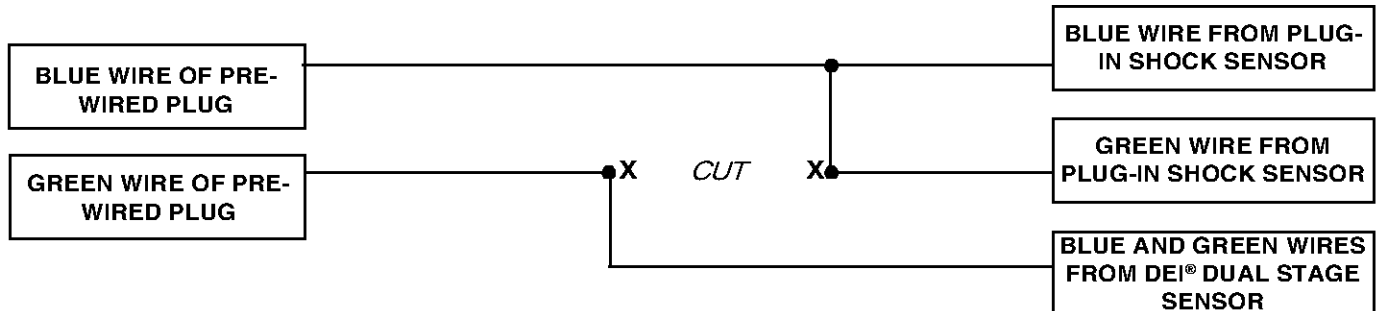 BLUE WIRE OF PRE-
WIRED PLUG
GREEN WIRE OF PRE-
WIRED PLUG
X CUT X
BLUE WIRE FROM PLUG-
IN SHOCK SENSOR
GREEN WIRE FROM
PLUG-IN SHOCK SENSOR
BLUE AND GREEN WIRES
FROM DEI® DUAL STAGE
SENSOR